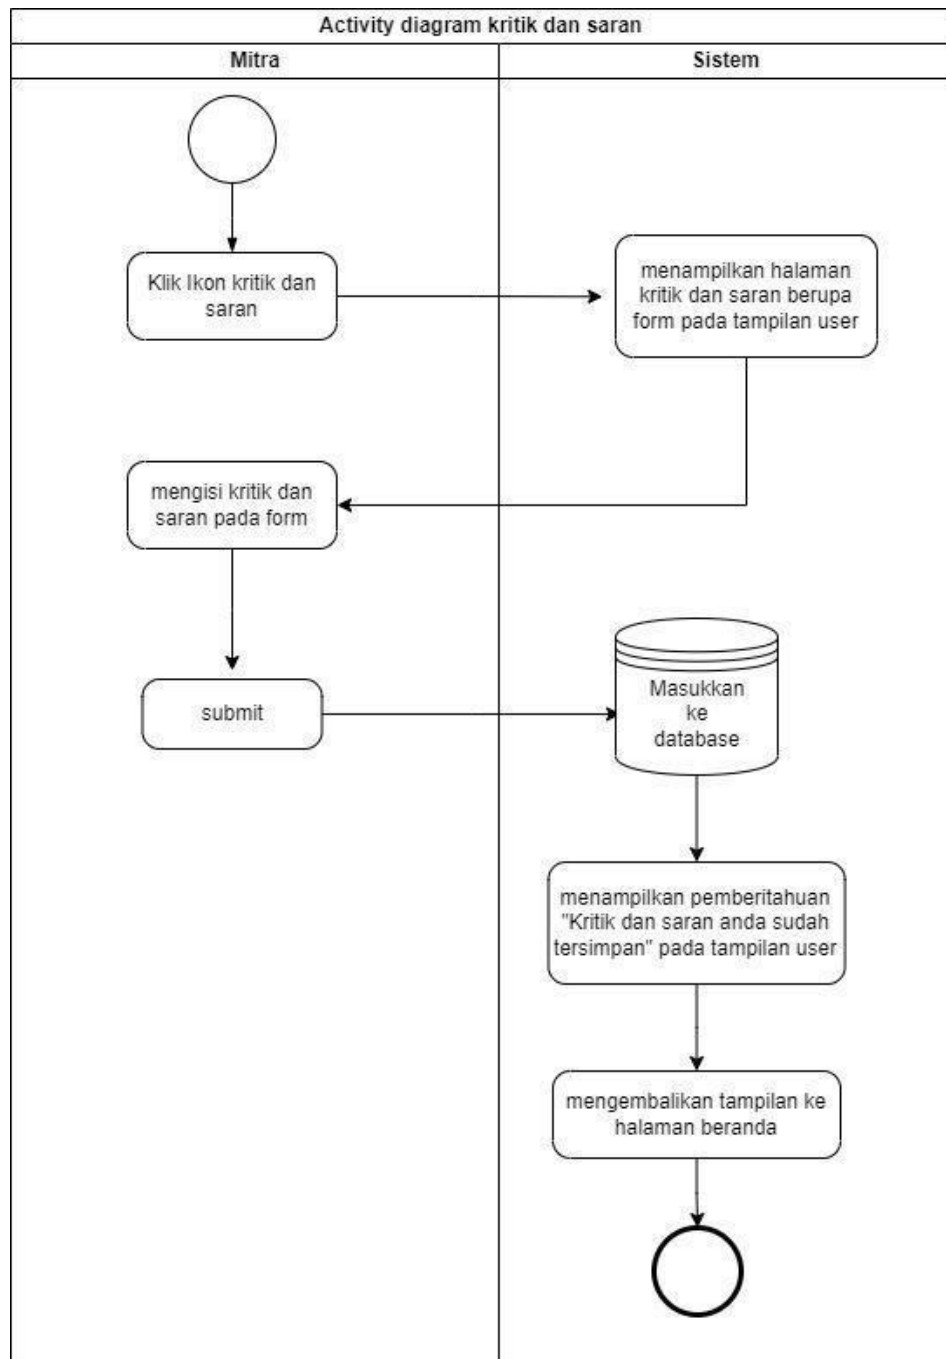 Activity diagram kritik dan saran
Mitra
Sistem
Klik Ikon kritik dan
saran
menampilkan halaman
kritik dan saran berupa
form pada tampilan user
mengisi kritik dan
saran pada form
submit
Masukkan
ke
database
menampilkan pemberitahuan
"Kritik dan saran anda sudah
tersimpan" pada tampilan user
mengembalikan tampilan ke
halaman beranda